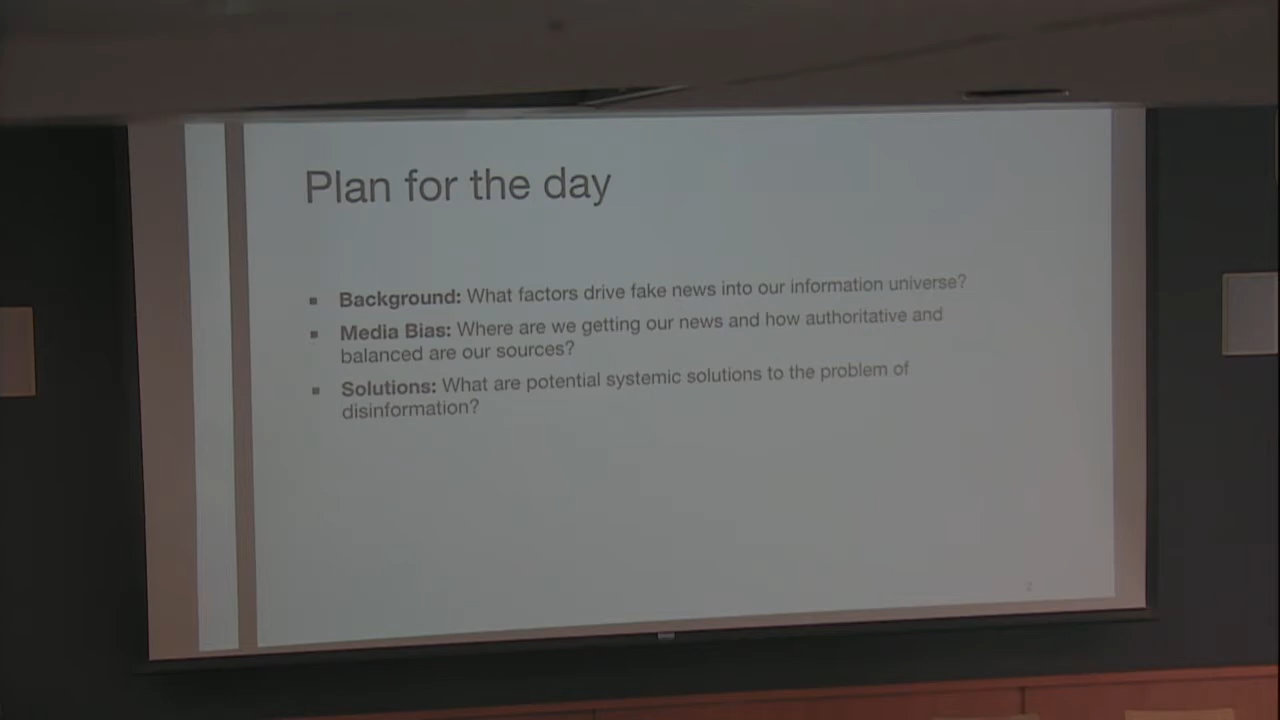 Plan for the day
▪ Background: What factors drive fake news into our information universe?
▪ Media Bias: Where are we getting our news and how authoritative and
balanced are our sources?
▪ Solutions: What are potential systemic solutions to the problem of
disinformation?
2